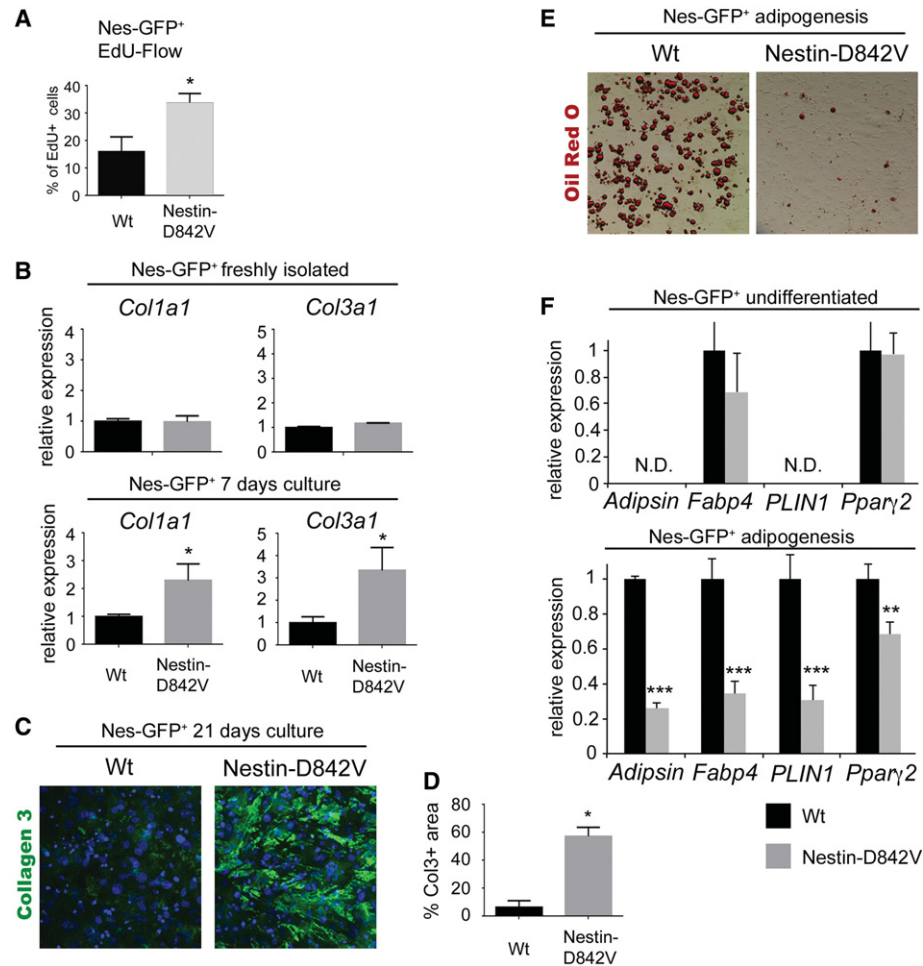 A
Nes-GFP⁺
EdU-Flow
% of EdU+ cells
40
30
20
10
0
*
Wt
Nestin-
D842V
B
Nes-GFP⁺ freshly isolated
Col1a1
Col3a1
relative expression
4
3
2
1
0
5
4
3
2
1
0
Nes-GFP⁺ 7 days culture
Col1a1
Col3a1
relative expression
4
3
2
1
0
*
5
4
3
2
1
0
*
Wt
Nestin-
D842V
Wt
Nestin-
D842V
C
Nes-GFP⁺ 21 days culture
Wt
Nestin-D842V
Collagen 3
D
% Col3+ area
80
60
40
20
0
*
Wt
Nestin-
D842V
E
Nes-GFP⁺ adipogenesis
Wt
Nestin-D842V
Oil Red O
F
Nes-GFP⁺ undifferentiated
relative expression
1
0.8
0.6
0.4
0.2
0
N.D.
N.D.
Adipsin Fabp4 PLIN1 Pparγ2
Nes-GFP⁺ adipogenesis
relative expression
1
0.8
0.6
0.4
0.2
0
***
***
***
**
Adipsin Fabp4 PLIN1 Pparγ2
Wt
Nestin-D842V